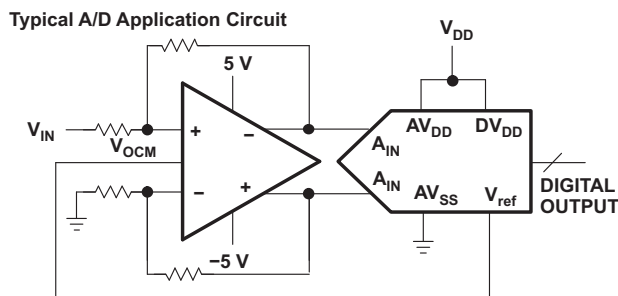 Typical A/D Application Circuit
V_DD
5 V
V_IN
+
−
AV_DD
DV_DD
V_OCM
A_IN
A_IN
−
+
AV_SS
V_ref
DIGITAL
OUTPUT
−5 V